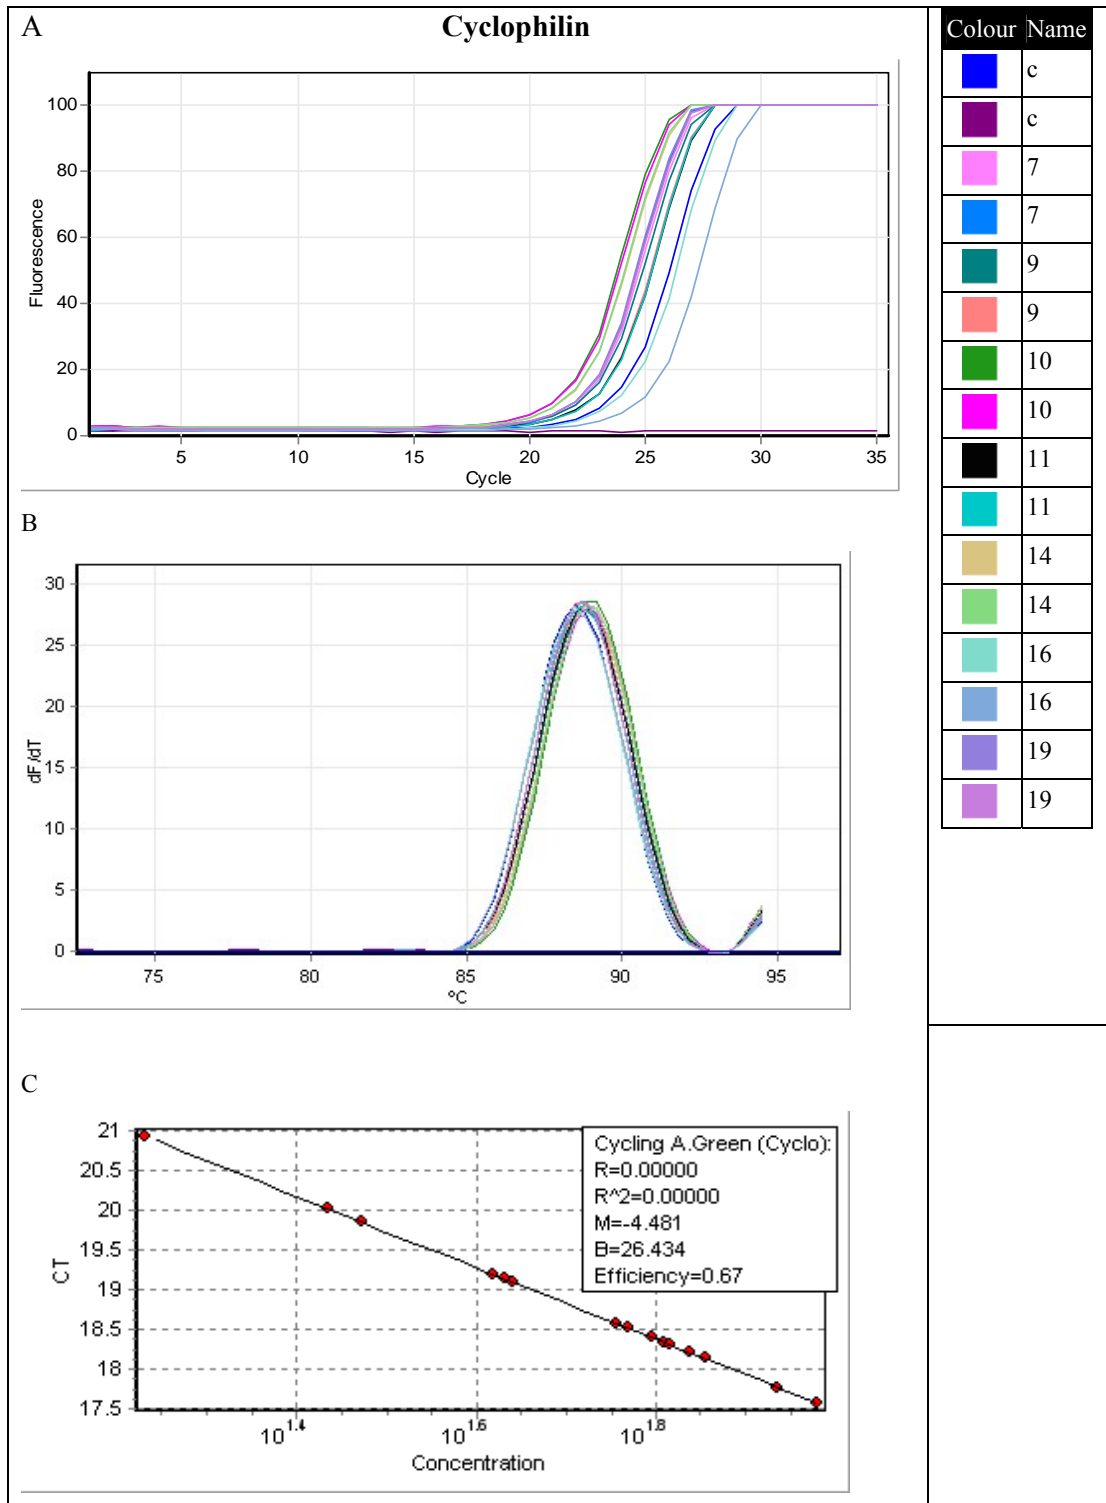 A
Cyclophilin
100
80
60
40
20
0
Fluorescence
5 10 15 20 25 30 35
Cycle
B
30
25
20
15
10
5
0
dF/dT
75 80 85 90 95
°C
C
21
20.5
20
19.5
19
18.5
18
17.5
CT
Cycling A.Green (Cyclo):
R=0.00000
R^2=0.00000
M=-4.481
B=26.434
Efficiency=0.67
10^1.4 10^1.6 10^1.8
Concentration
Colour Name
c
c
7
7
9
9
10
10
11
11
14
14
16
16
19
19